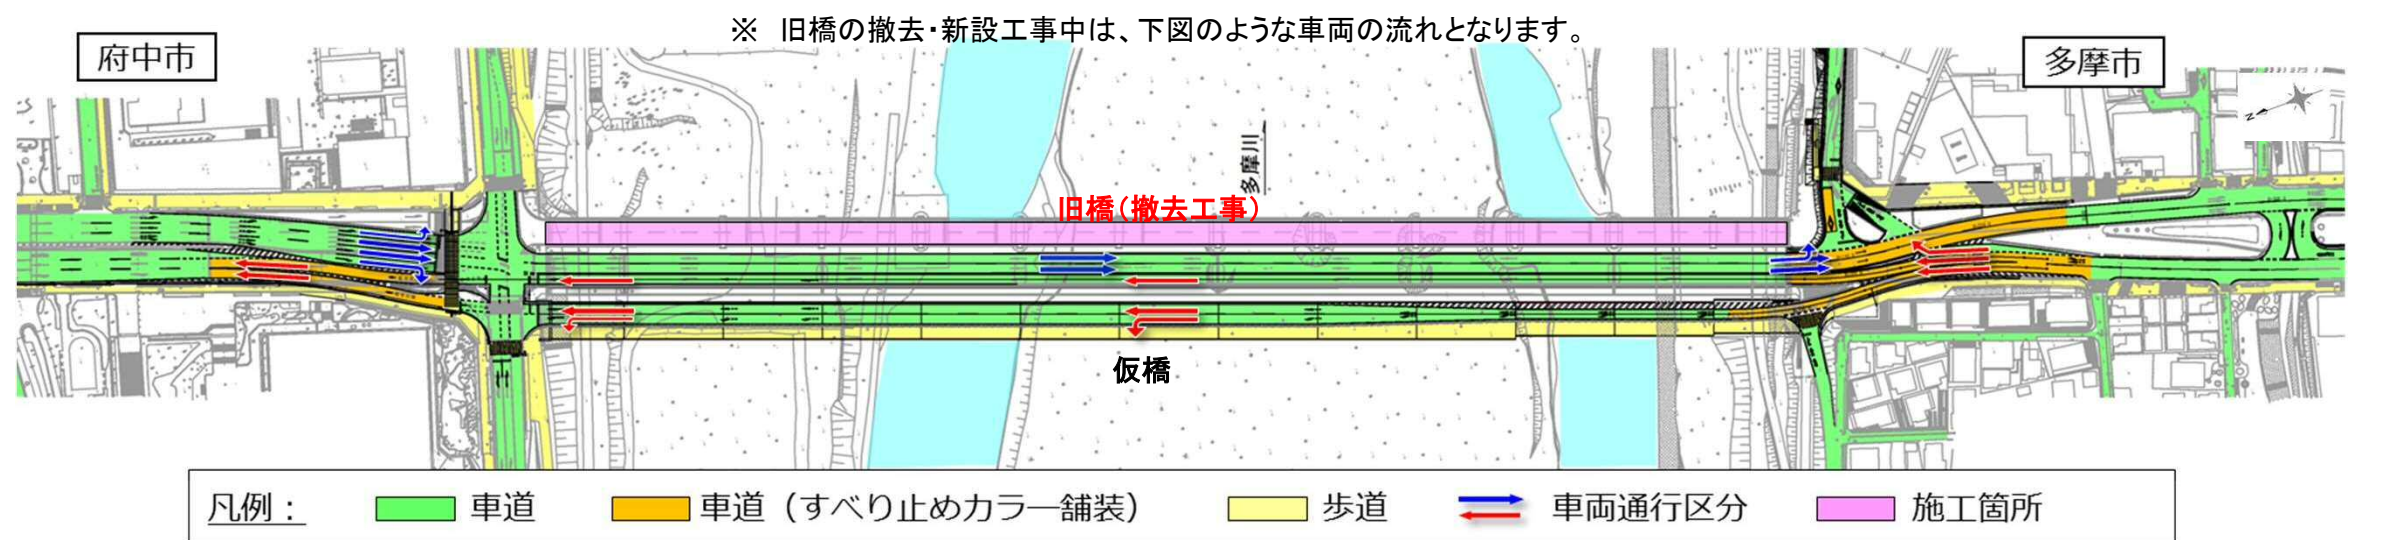 ※ 旧橋の撤去・新設工事中は、下図のような車両の流れとなります。
府中市
多摩市
N
多摩川
旧橋(撤去工事)
仮橋
凡例:
車道
車道(すべり止めカラー舗装)
歩道
車両通行区分
施工箇所